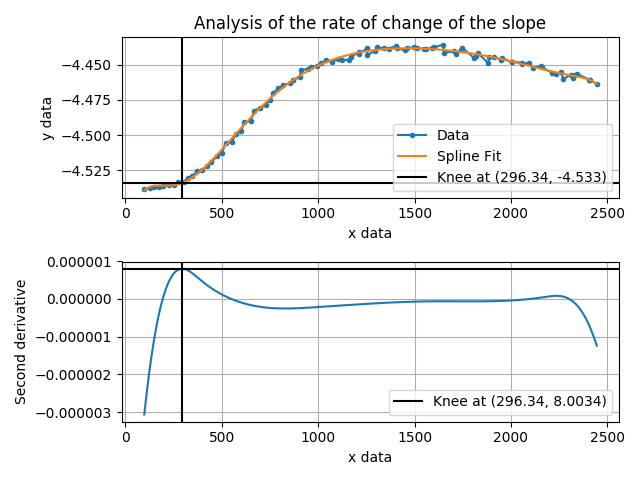 Analysis of the rate of change of the slope
−4.450
−4.475
−4.500
−4.525
y data
Data
Spline Fit
Knee at (296.34, -4.533)
0 500 1000 1500 2000 2500
x data
0.000001
0.000000
−0.000001
−0.000002
−0.000003
Second derivative
Knee at (296.34, 8.0034)
0 500 1000 1500 2000 2500
x data